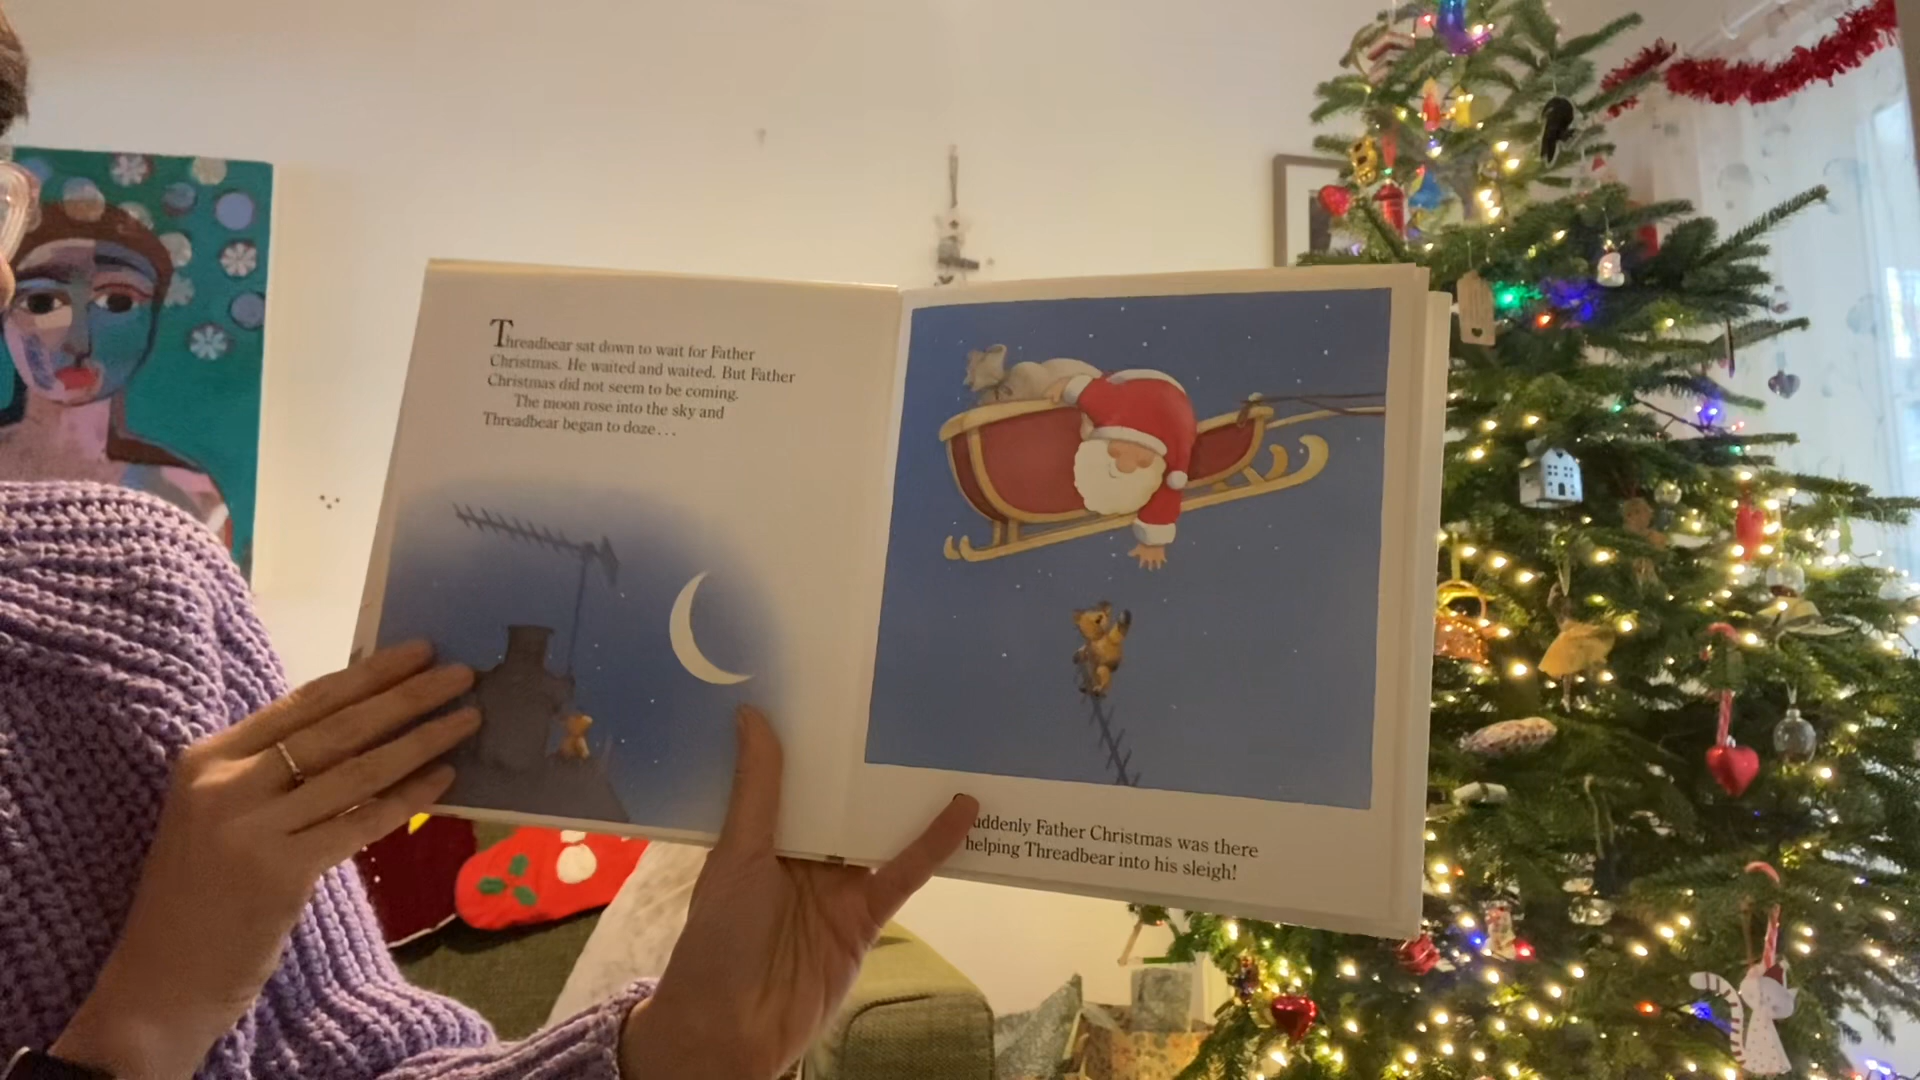 Threadbear sat down to wait for Father
Christmas. He waited and waited. But Father
Christmas did not seem to be coming.
The moon rose into the sky and
Threadbear began to doze...
uddenly Father Christmas was there
helping Threadbear into his sleigh!